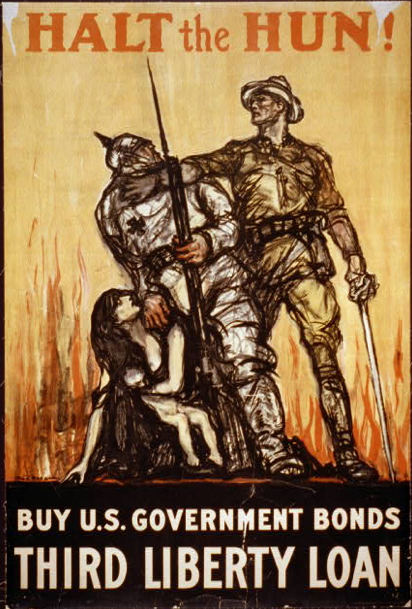 HALT the HUN!
BUY U.S. GOVERNMENT BONDS
THIRD LIBERTY LOAN